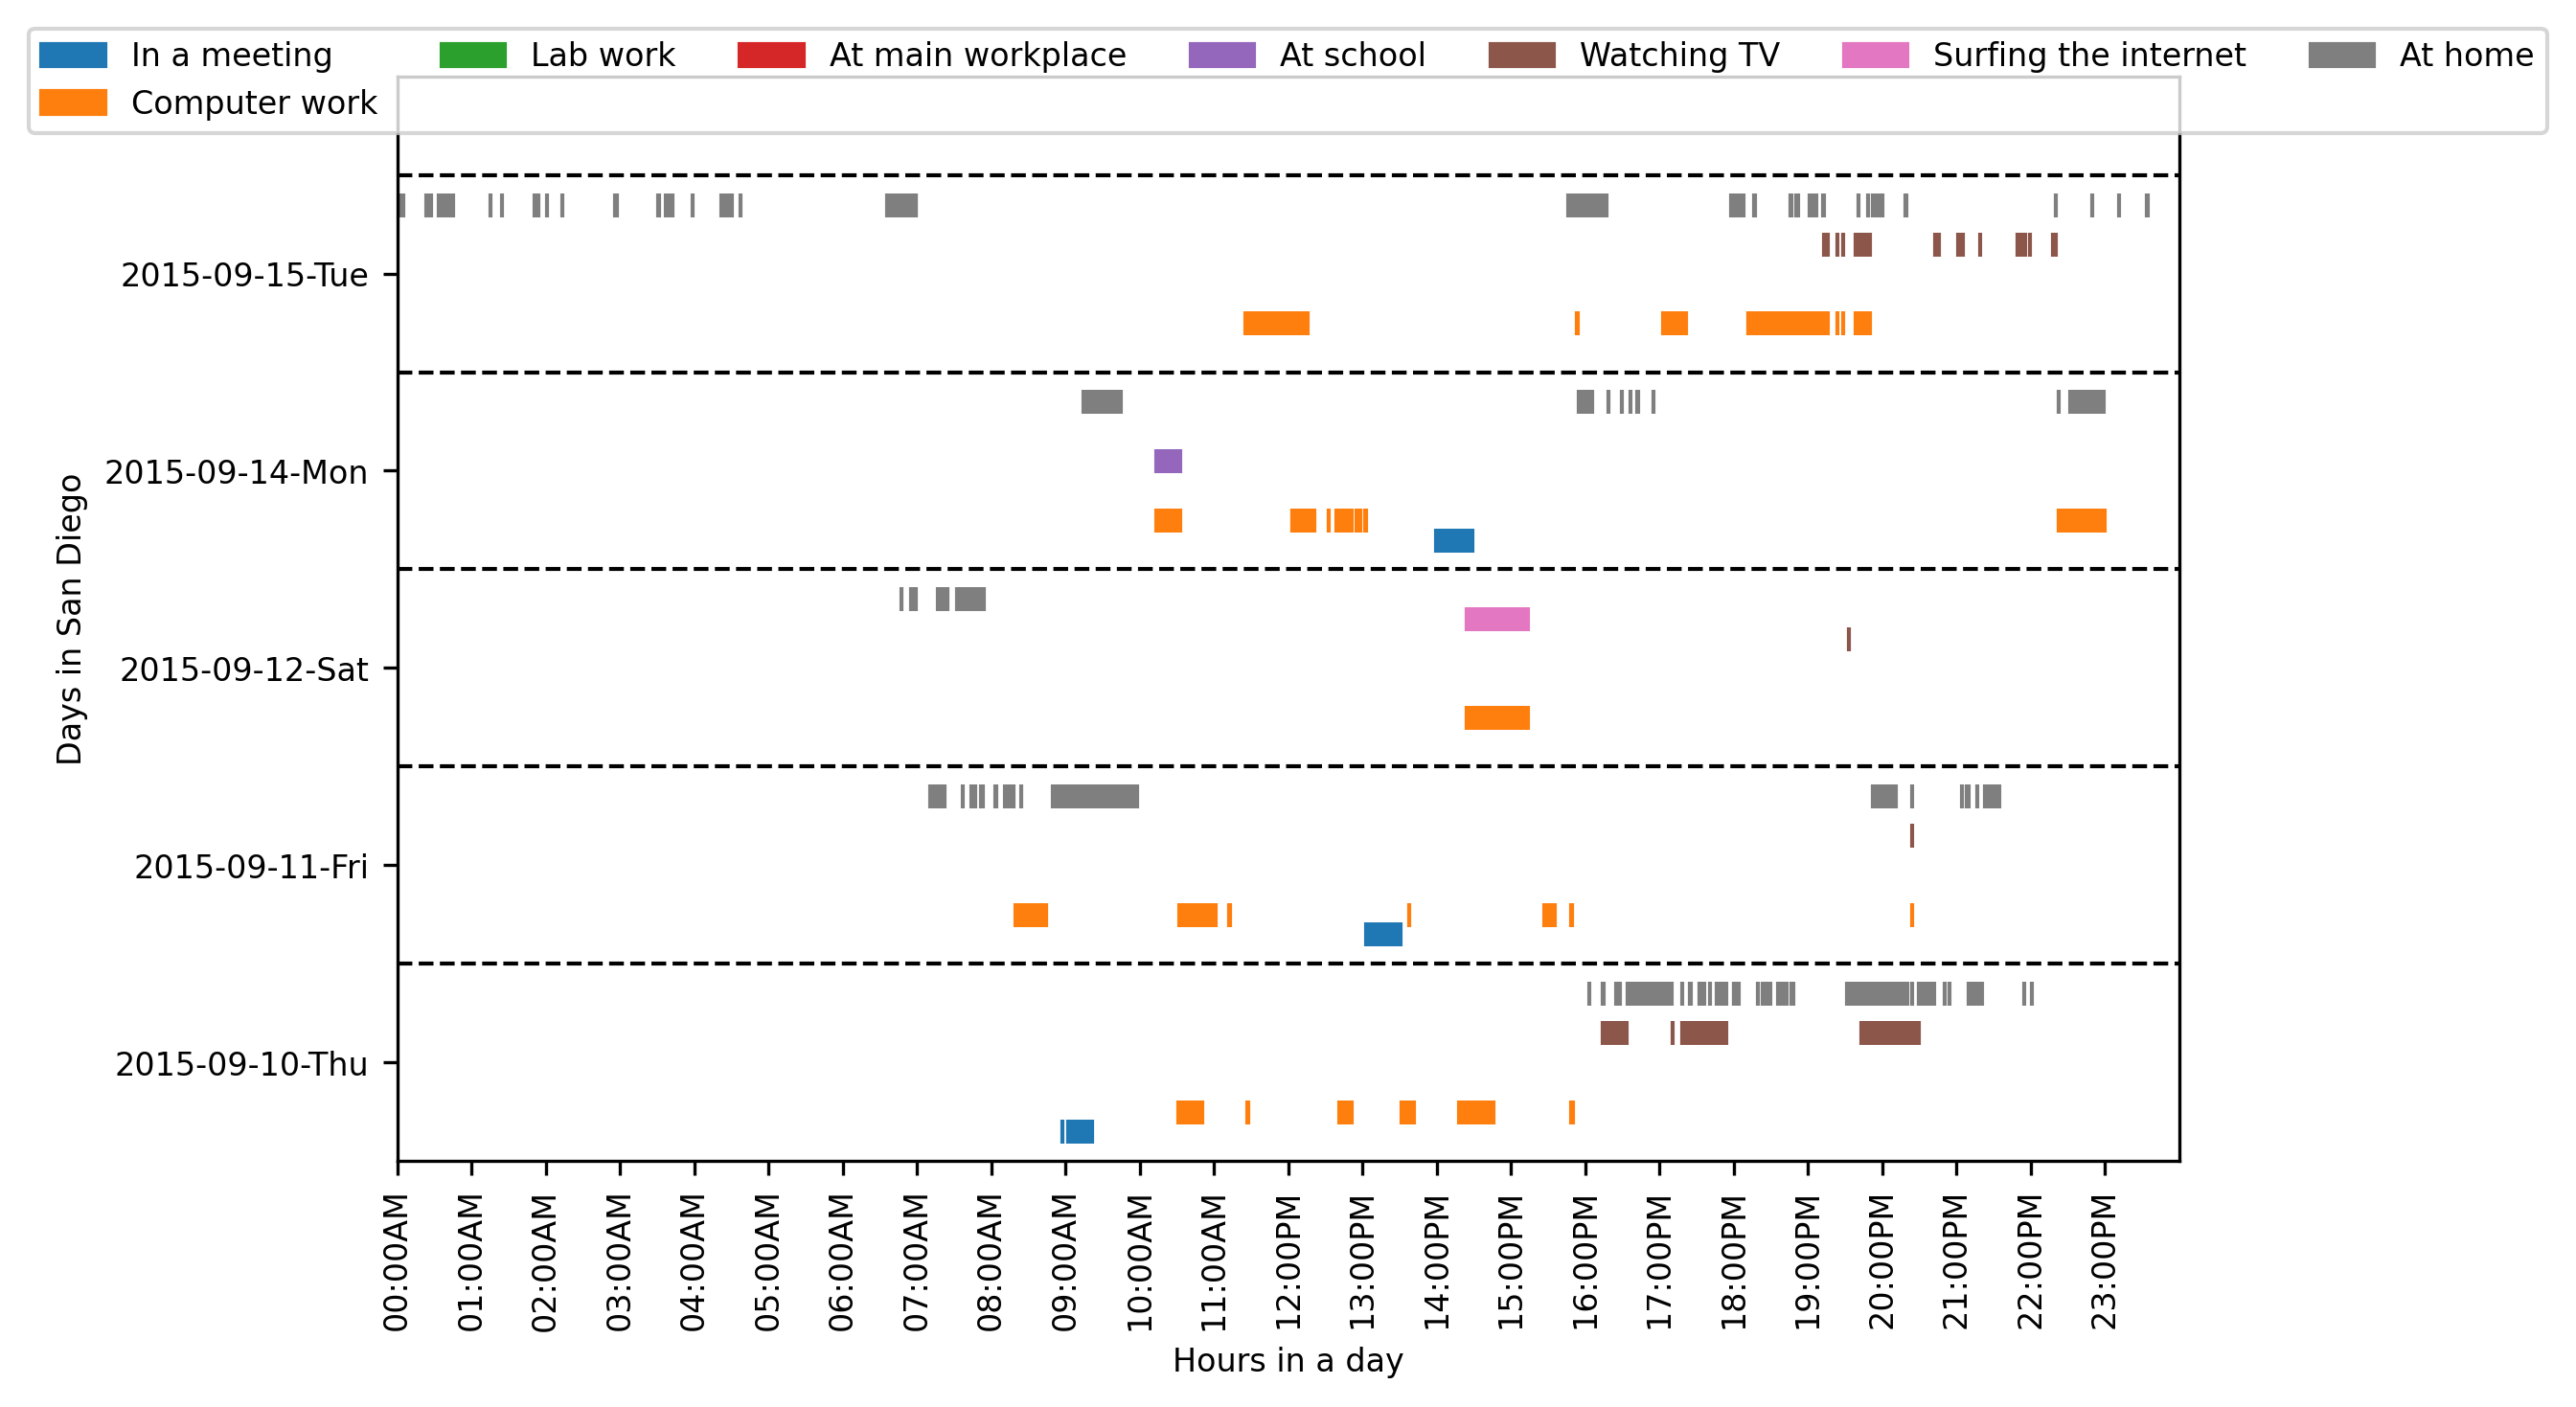 In a meeting Lab work At main workplace At school Watching TV Surfing the internet At home
Computer work
2015-09-15-Tue
2015-09-14-Mon
2015-09-12-Sat
2015-09-11-Fri
2015-09-10-Thu
Days in San Diego
00:00AM 01:00AM 02:00AM 03:00AM 04:00AM 05:00AM 06:00AM 07:00AM 08:00AM 09:00AM 10:00AM 11:00AM 12:00PM 13:00PM 14:00PM 15:00PM 16:00PM 17:00PM 18:00PM 19:00PM 20:00PM 21:00PM 22:00PM 23:00PM
Hours in a day